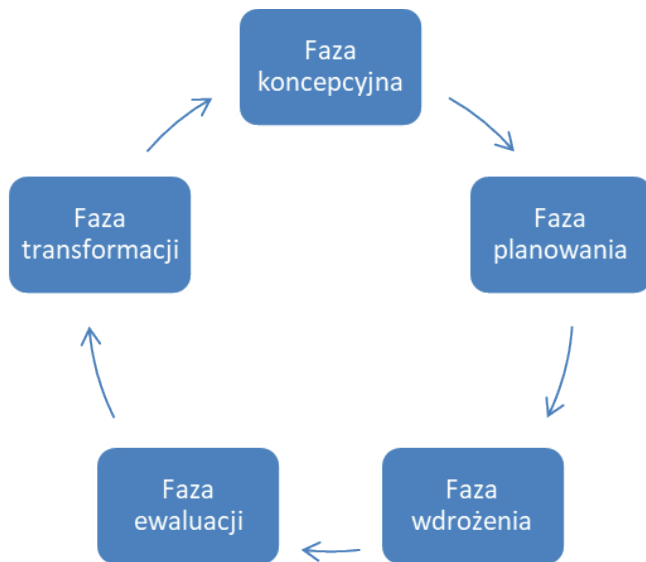 Faza
koncepcyjna
Faza
planowania
Faza
wdrożenia
Faza
ewaluacji
Faza
transformacji